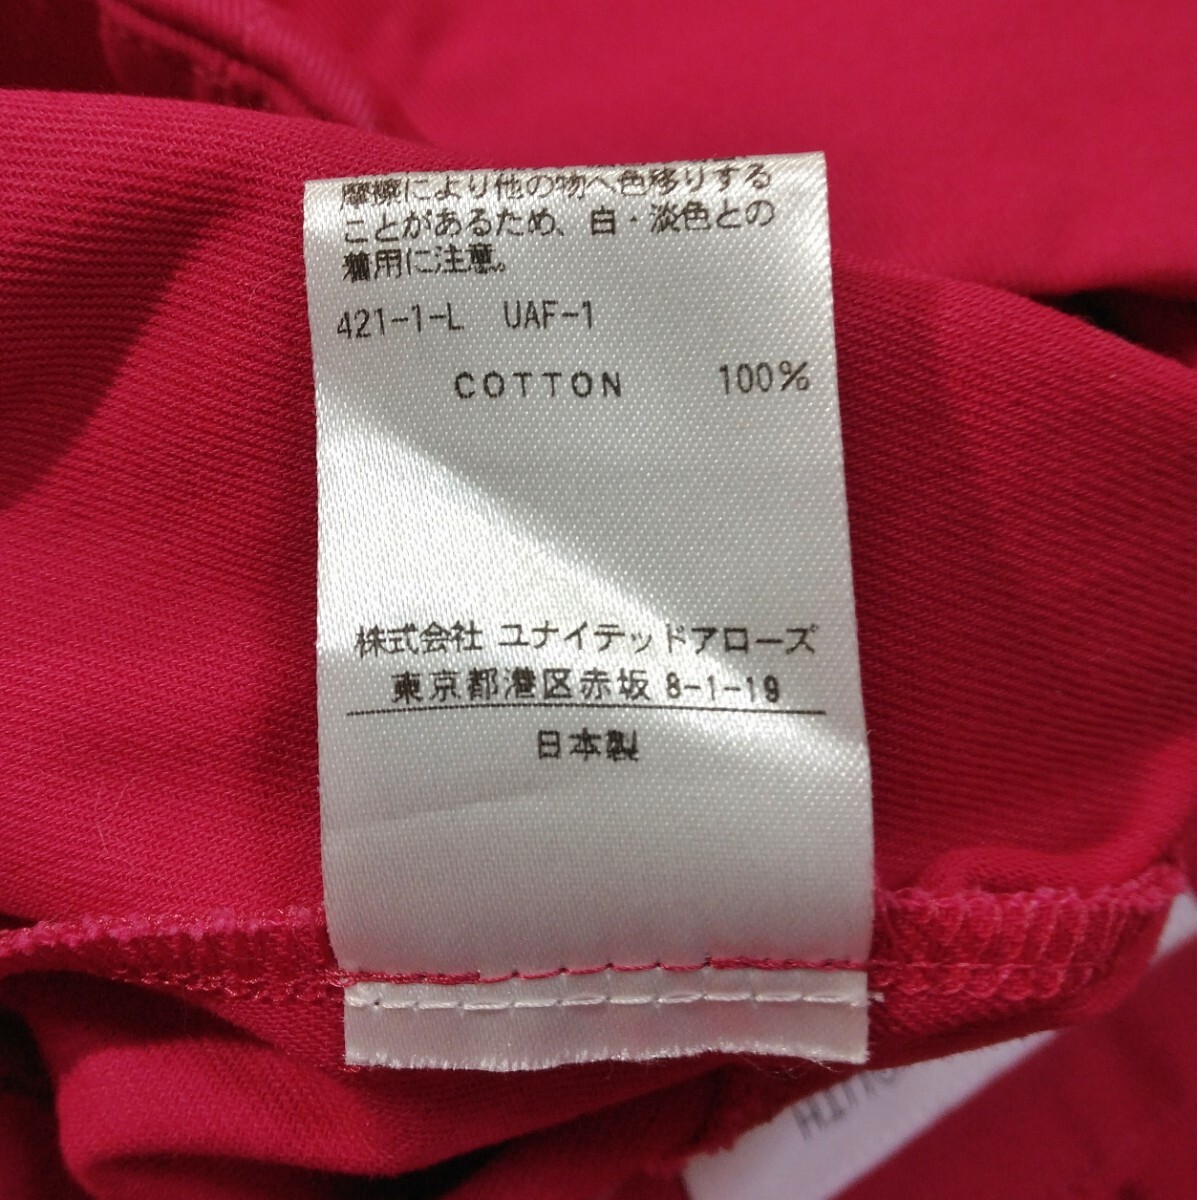 摩擦により他の物へ色移りする
ことがあるため、白・淡色との
着用に注意。
421-1-L UAF-1
COTTON 100%
株式会社 ユナイテッドアローズ
東京都港区赤坂 8-1-19
日本製